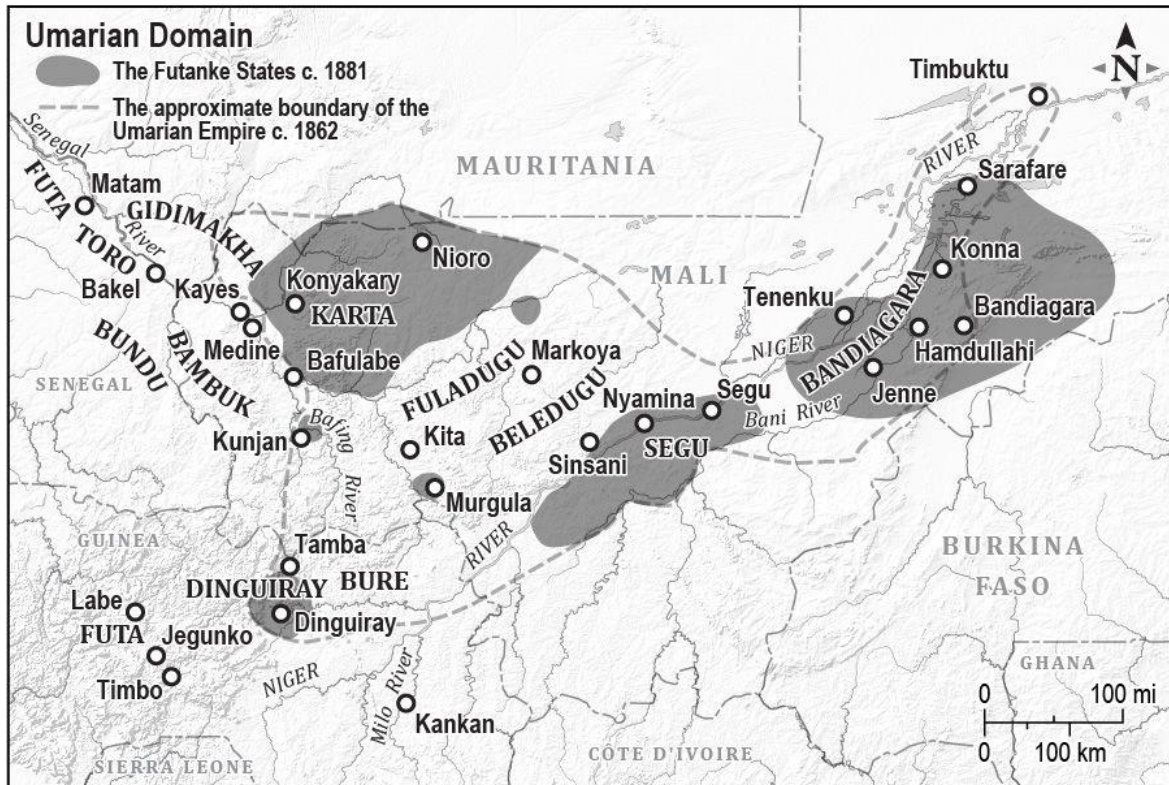 Umarian Domain
The Futanke States c. 1881
The approximate boundary of the
Umarian Empire c. 1862
N
Timbuktu
Senegal
River
MAURITANIA
RIVER
Sarafare
Matam
FUTA
TORO
GIDIMAKHA
Nioro
Konna
Bakel
Kayes
Konyakary
KARTA
MALI
Tenenku
BANDIAGARA
Bandiagara
Medine
NIGER
Hamdullahi
BUNDU
BAMBUK
Bafulabe
Markoya
Jenne
SENEGAL
FULADUGU
BELEDUGU
Nyamina
Segu
Bani River
Kunjan
Bafing
River
Kita
Sinsani
SEGU
Murgula
RIVER
GUINEA
Tamba
BURKINA
FASO
DINGUIRAY
BURE
Labe
Dinguiray
FUTA
Jegunko
Timbo
NIGER
Milo River
Kankan
GHANA
0 100 mi
0 100 km
SIERRA LEONE
CÔTE D'IVOIRE